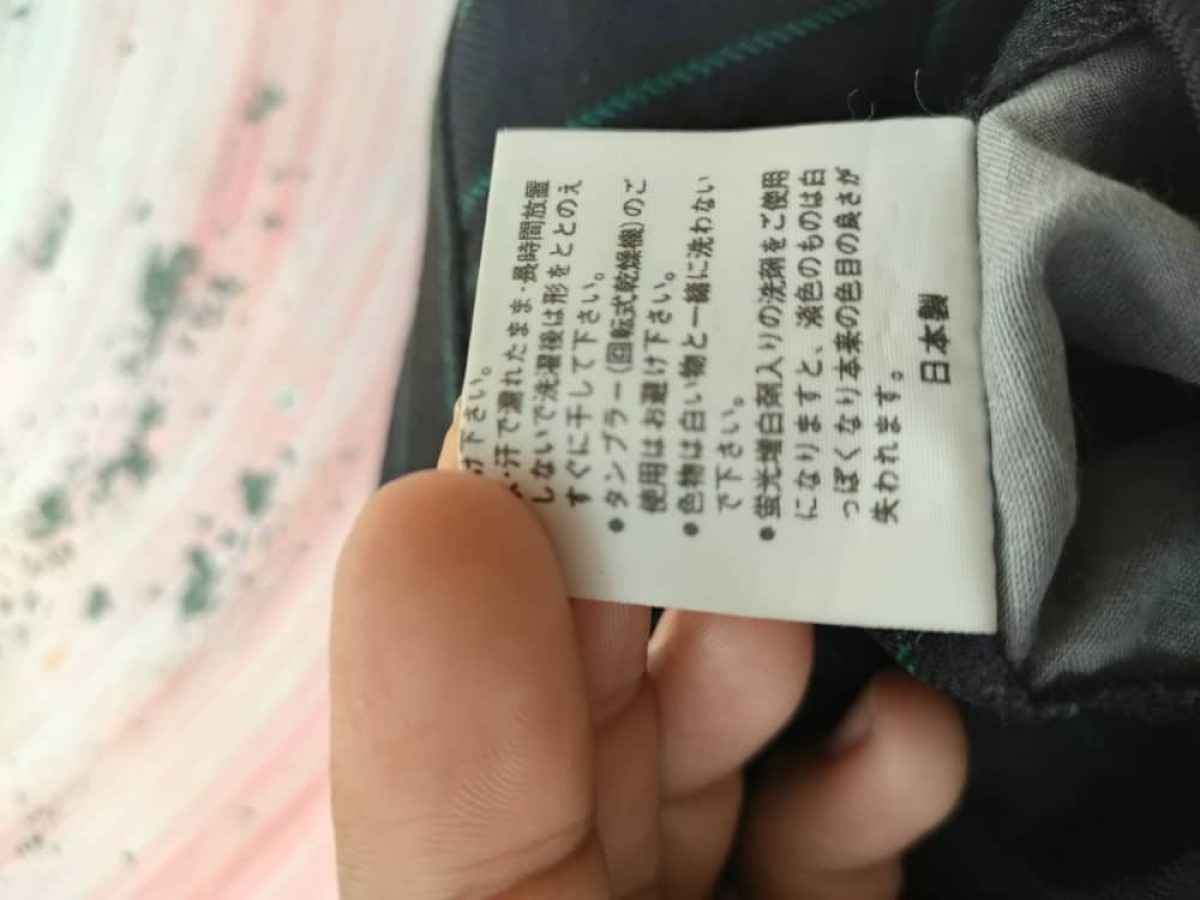 下さい。
汗で濡れたまま・長時間放置
しないで洗濯後は形をととのえ
すぐに干して下さい。
●タンブラー(回転式乾燥機)のご
使用はお避け下さい。
●色物は白い物と一緒に洗わない
で下さい。
●蛍光増白剤入りの洗剤をご使用
になりますと、淡色のものは白
っぽくなり本来の色目の良さが
失われます。
日本製